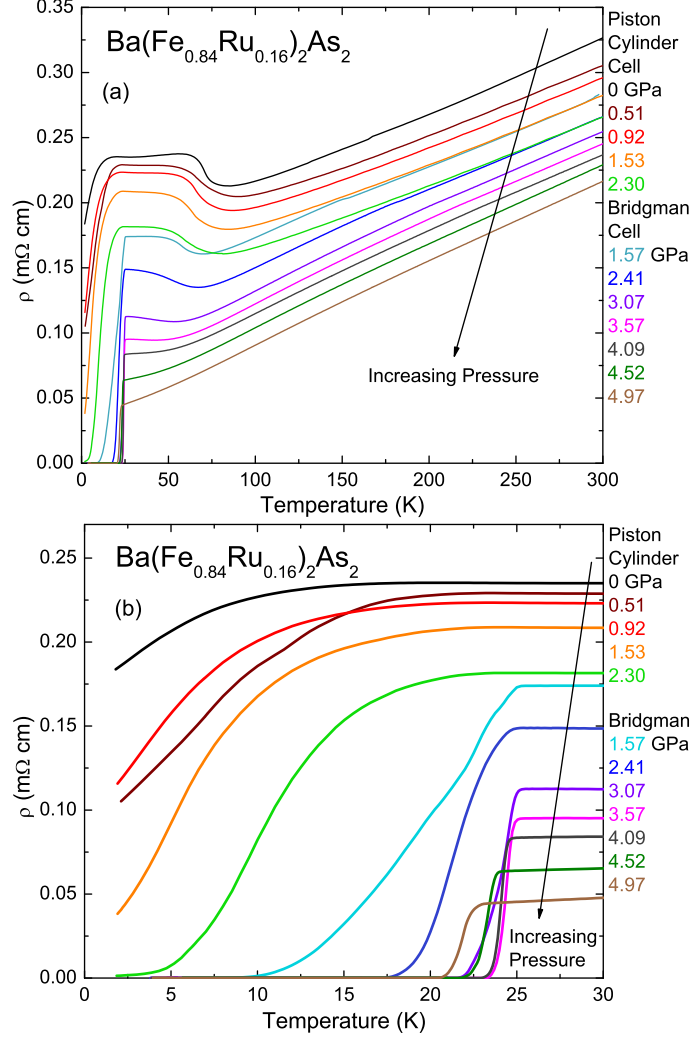 Ba(Fe0.84Ru0.16)2As2
(a)
0.35
0.30
0.25
0.20
0.15
0.10
0.05
0.00
ρ (mΩ cm)
0
50
100
150
200
250
300
Temperature (K)
Increasing Pressure
Piston
Cylinder
Cell
0 GPa
0.51
0.92
1.53
2.30
Bridgman
Cell
1.57 GPa
2.41
3.07
3.57
4.09
4.52
4.97
Ba(Fe0.84Ru0.16)2As2
(b)
0.25
0.20
0.15
0.10
0.05
0.00
ρ (mΩ cm)
0
5
10
15
20
25
30
Temperature (K)
Increasing
Pressure
Piston
Cylinder
0 GPa
0.51
0.92
1.53
2.30
Bridgman
1.57 GPa
2.41
3.07
3.57
4.09
4.52
4.97